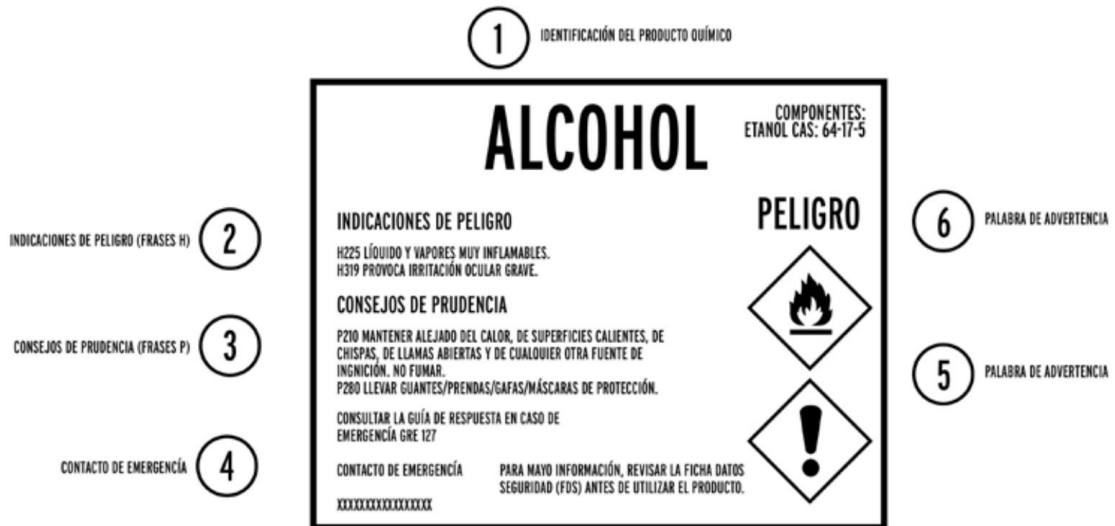 1
IDENTIFICACIÓN DEL PRODUCTO QUÍMICO
ALCOHOL
COMPONENTES:
ETANOL CAS: 64-17-5
PELIGRO
6
PALABRA DE ADVERTENCIA
INDICACIONES DE PELIGRO (FRASES H)
2
INDICACIONES DE PELIGRO
H225 LÍQUIDO Y VAPORES MUY INFLAMABLES.
H319 PROVOCA IRRITACIÓN OCULAR GRAVE.
CONSEJOS DE PRUDENCIA (FRASES P)
3
CONSEJOS DE PRUDENCIA
P210 MANTENER ALEJADO DEL CALOR, DE SUPERFICIES CALIENTES, DE
CHISPAS, DE LLAMAS ABIERTAS Y DE CUALQUIER OTRA FUENTE DE
INGNICIÓN. NO FUMAR.
P280 LLEVAR GUANTES/PRENDAS/GAFAS/MÁSCARAS DE PROTECCIÓN.
5
PALABRA DE ADVERTENCIA
CONSULTAR LA GUÍA DE RESPUESTA EN CASO DE
EMERGENCÍA GRE 127
CONTACTO DE EMERGENCÍA
4
CONTACTO DE EMERGENCÍA
XXXXXXXXXXXXXXXXX
PARA MAYO INFORMACIÓN, REVISAR LA FICHA DATOS
SEGURIDAD (FDS) ANTES DE UTILIZAR EL PRODUCTO.